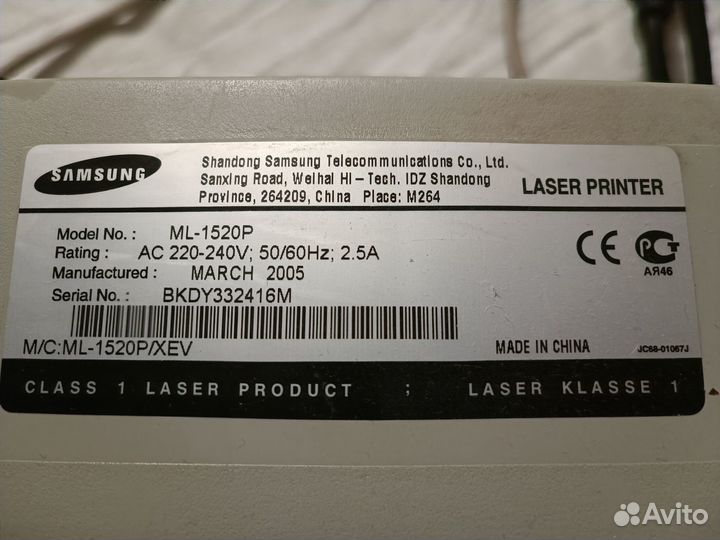 SAMSUNG
Shandong Samsung Telecommunications Co., Ltd.
Sanxing Road, Weihai Hi-Tech. IDZ Shandong
Province, 264209, China Place: M264
LASER PRINTER
Model No. : ML-1520P
Rating : AC 220-240V; 50/60Hz; 2.5A
Manufactured : MARCH 2005
Serial No. : BKDY332416M
CE PCT
АЯ46
M/C:ML-1520P/XEV
MADE IN CHINA
JC68-01067J
CLASS 1 LASER PRODUCT ; LASER KLASSE 1
Avito